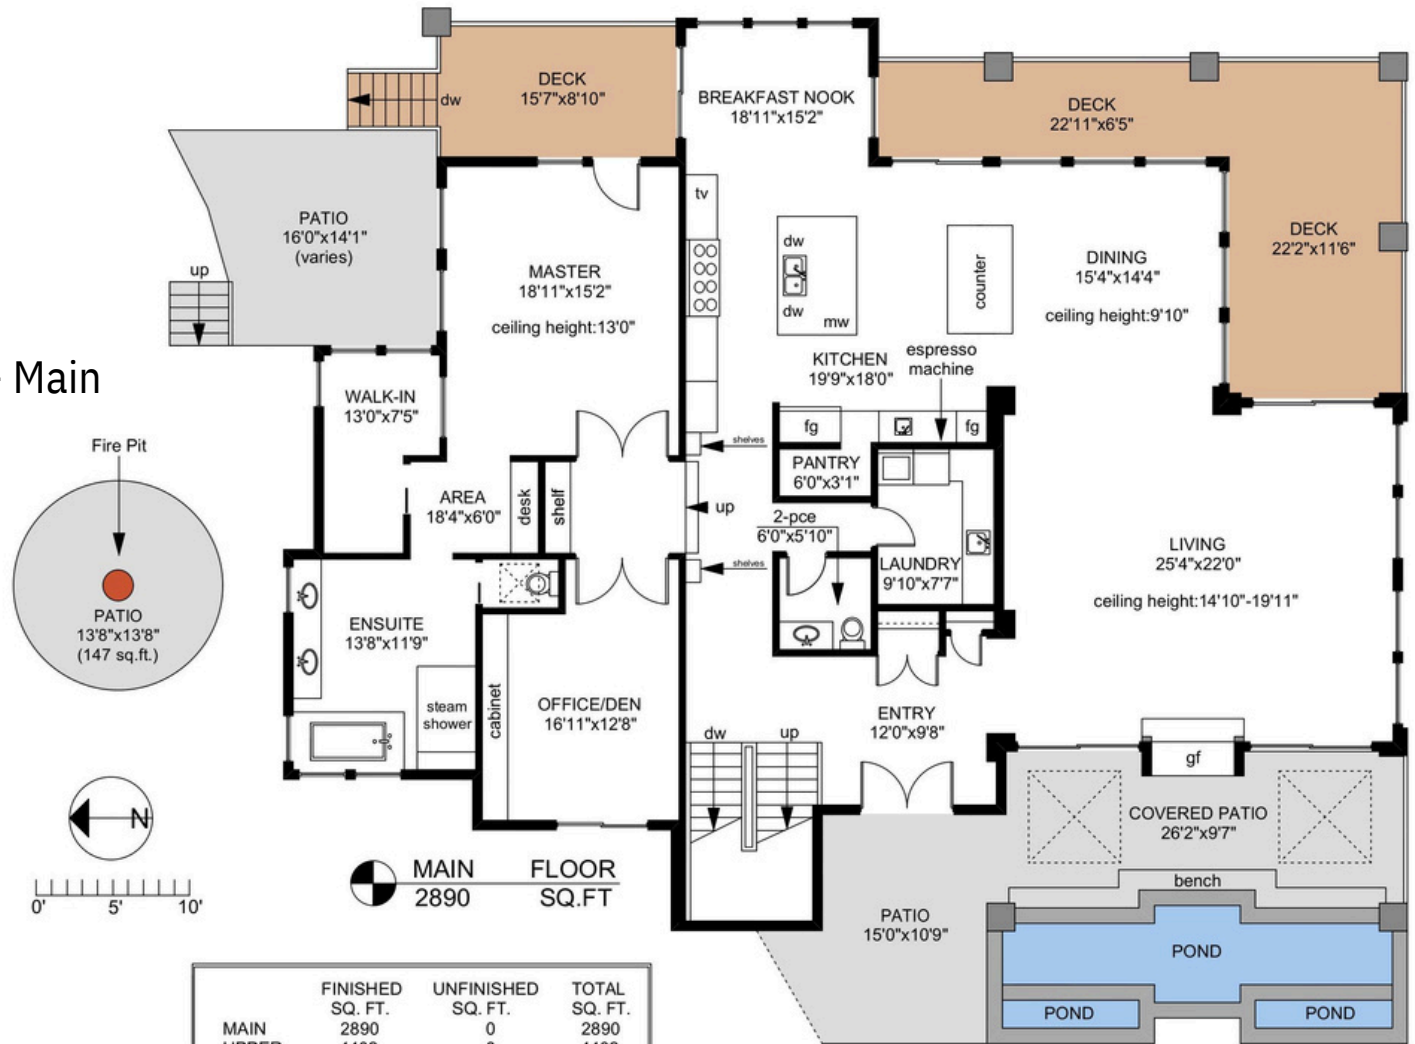 DECK
15'7"x8'10"
dw
BREAKFAST NOOK
18'11"x15'2"
DECK
22'11"x6'5"
PATIO
16'0"x14'1"
(varies)
up
tv
MASTER
18'11"x15'2"
ceiling height:13'0"
dw
dw
mw
counter
DINING
15'4"x14'4"
ceiling height:9'10"
DECK
22'2"x11'6"
Main
KITCHEN
19'9"x18'0"
espresso
machine
WALK-IN
13'0"x7'5"
fg
fg
shelves
Fire Pit
PANTRY
6'0"x3'1"
AREA
18'4"x6'0"
desk
shelf
up
2-pce
6'0"x5'10"
shelves
LAUNDRY
9'10"x7'7"
LIVING
25'4"x22'0"
ceiling height:14'10"-19'11"
PATIO
13'8"x13'8"
(147 sq.ft.)
ENSUITE
13'8"x11'9"
steam
shower
cabinet
OFFICE/DEN
16'11"x12'8"
ENTRY
12'0"x9'8"
dw
up
gf
N
COVERED PATIO
26'2"x9'7"
bench
MAIN FLOOR
2890 SQ.FT
0' 5' 10'
PATIO
15'0"x10'9"
POND
POND
POND
FINISHED UNFINISHED TOTAL
SQ. FT. SQ. FT. SQ. FT.
MAIN 2890 0 2890